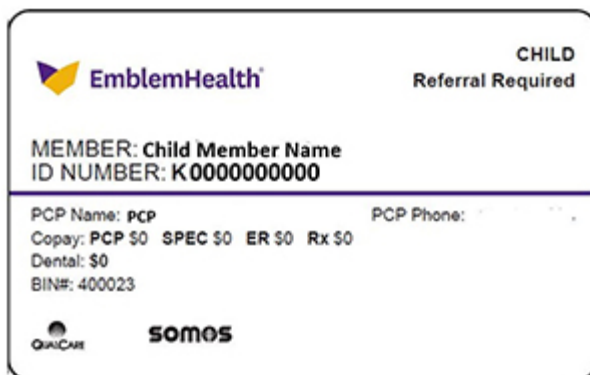 EmblemHealth®
CHILD
Referral Required
MEMBER: Child Member Name
ID NUMBER: K0000000000
PCP Name: PCP
PCP Phone:
Copay: PCP $0 SPEC $0 ER $0 Rx $0
Dental: $0
BIN#: 400023
QUALCARE
SOMOS